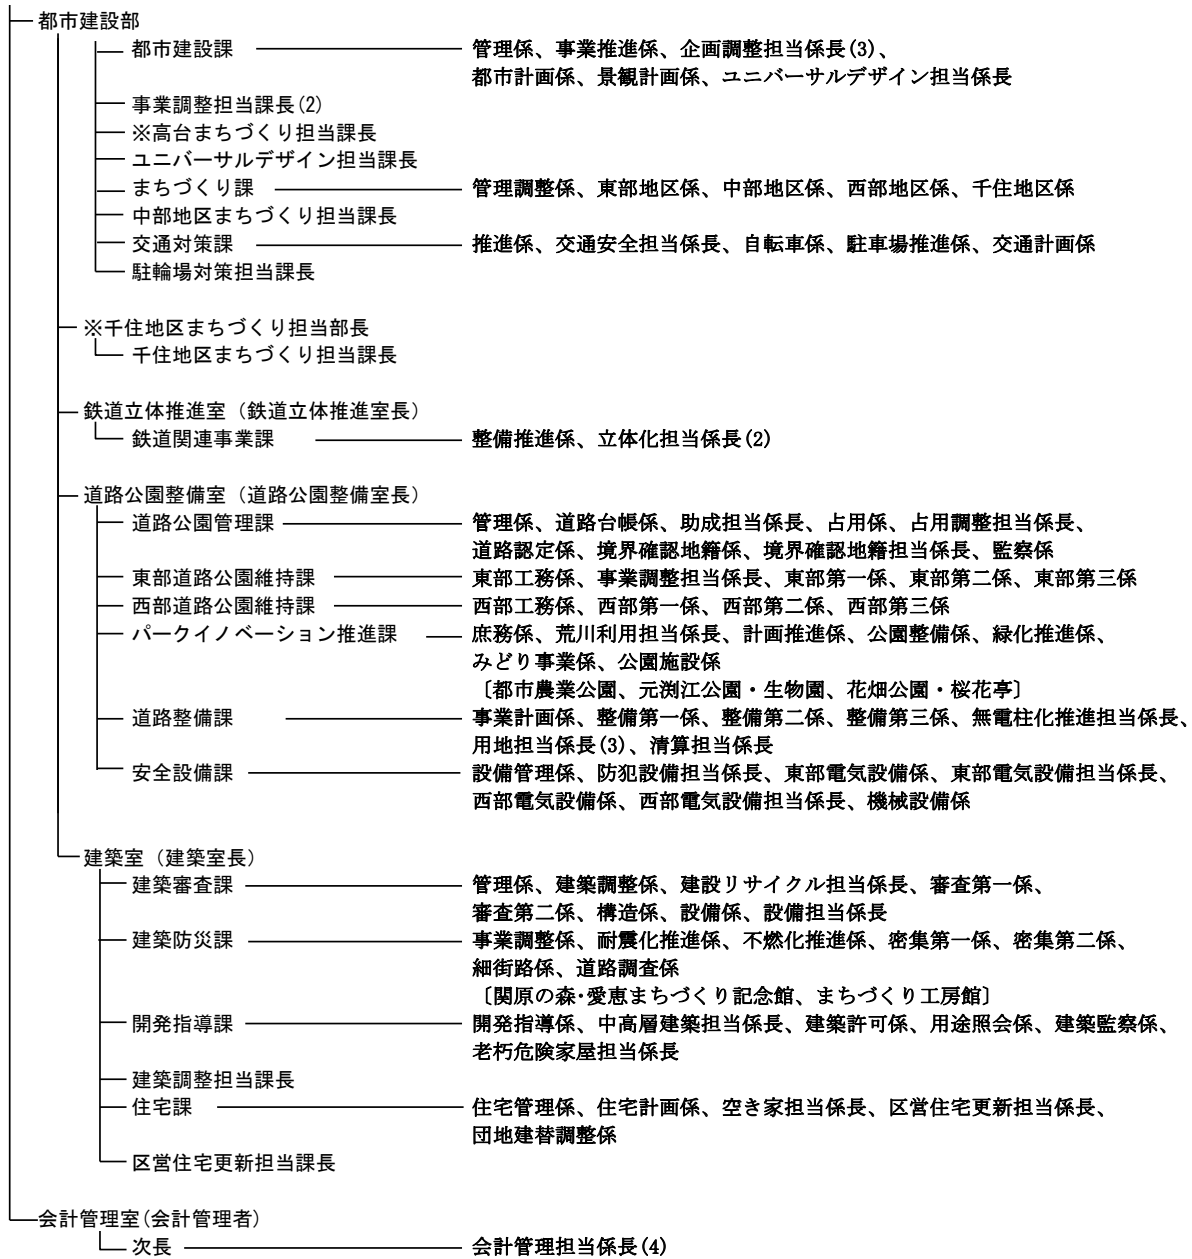 都市建設部
都市建設課 管理係、事業推進係、企画調整担当係長(3)、
都市計画係、景観計画係、ユニバーサルデザイン担当係長
事業調整担当課長(2)
※高台まちづくり担当課長
ユニバーサルデザイン担当課長
まちづくり課 管理調整係、東部地区係、中部地区係、西部地区係、千住地区係
中部地区まちづくり担当課長
交通対策課 推進係、交通安全担当係長、自転車係、駐車場推進係、交通計画係
駐輪場対策担当課長
※千住地区まちづくり担当部長
千住地区まちづくり担当課長
鉄道立体推進室（鉄道立体推進室長）
鉄道関連事業課 整備推進係、立体化担当係長(2)
道路公園整備室（道路公園整備室長）
道路公園管理課 管理係、道路台帳係、助成担当係長、占用係、占用調整担当係長、
道路認定係、境界確認地籍係、境界確認地籍担当係長、監察係
東部道路公園維持課 東部工務係、事業調整担当係長、東部第一係、東部第二係、東部第三係
西部道路公園維持課 西部工務係、西部第一係、西部第二係、西部第三係
パークイノベーション推進課 庶務係、荒川利用担当係長、計画推進係、公園整備係、緑化推進係、
みどり事業係、公園施設係
〔都市農業公園、元渕江公園・生物園、花畑公園・桜花亭〕
道路整備課 事業計画係、整備第一係、整備第二係、整備第三係、無電柱化推進担当係長、
用地担当係長(3)、清算担当係長
安全設備課 設備管理係、防犯設備担当係長、東部電気設備係、東部電気設備担当係長、
西部電気設備係、西部電気設備担当係長、機械設備係
建築室（建築室長）
建築審査課 管理係、建築調整係、建設リサイクル担当係長、審査第一係、
審査第二係、構造係、設備係、設備担当係長
建築防災課 事業調整係、耐震化推進係、不燃化推進係、密集第一係、密集第二係、
細街路係、道路調査係
〔関原の森・愛恵まちづくり記念館、まちづくり工房館〕
開発指導課 開発指導係、中高層建築担当係長、建築許可係、用途照会係、建築監察係、
老朽危険家屋担当係長
建築調整担当課長
住宅課 住宅管理係、住宅計画係、空き家担当係長、区営住宅更新担当係長、
団地建替調整係
区営住宅更新担当課長
会計管理室(会計管理者)
次長 会計管理担当係長(4)